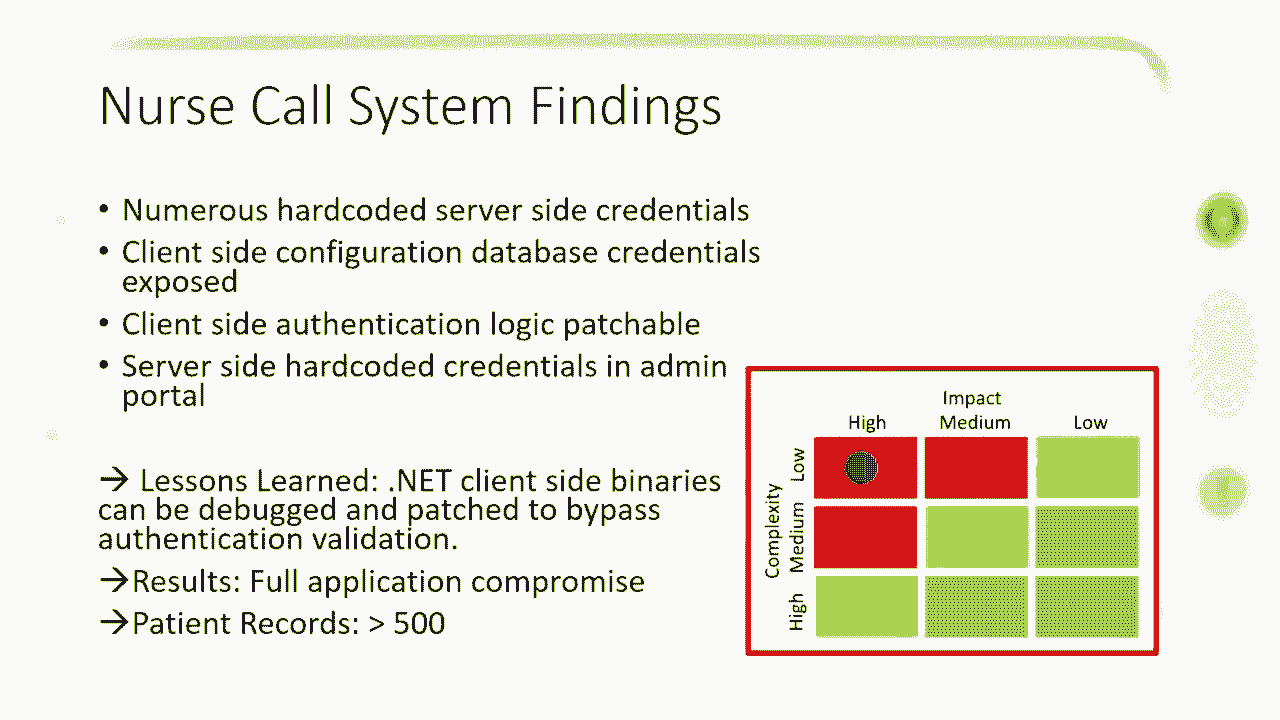 Nurse Call System Findings
• Numerous hardcoded server side credentials
• Client side configuration database credentials
exposed
• Client side authentication logic patchable
• Server side hardcoded credentials in admin
portal
→ Lessons Learned: .NET client side binaries
can be debugged and patched to bypass
authentication validation.
→Results: Full application compromise
→Patient Records: > 500
Impact
High Medium Low
Complexity
Low
Medium
High